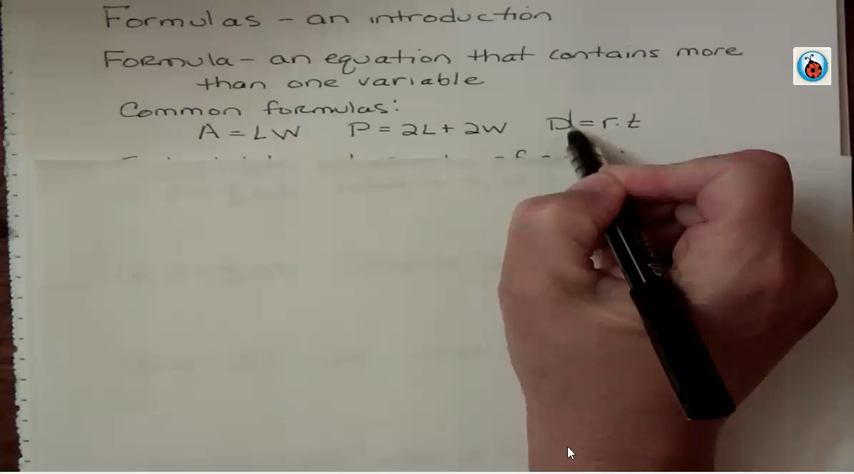 Formulas - an introduction
Formula - an equation that contains more
than one variable
Common formulas:
A = LW P = 2L + 2W D = r·t